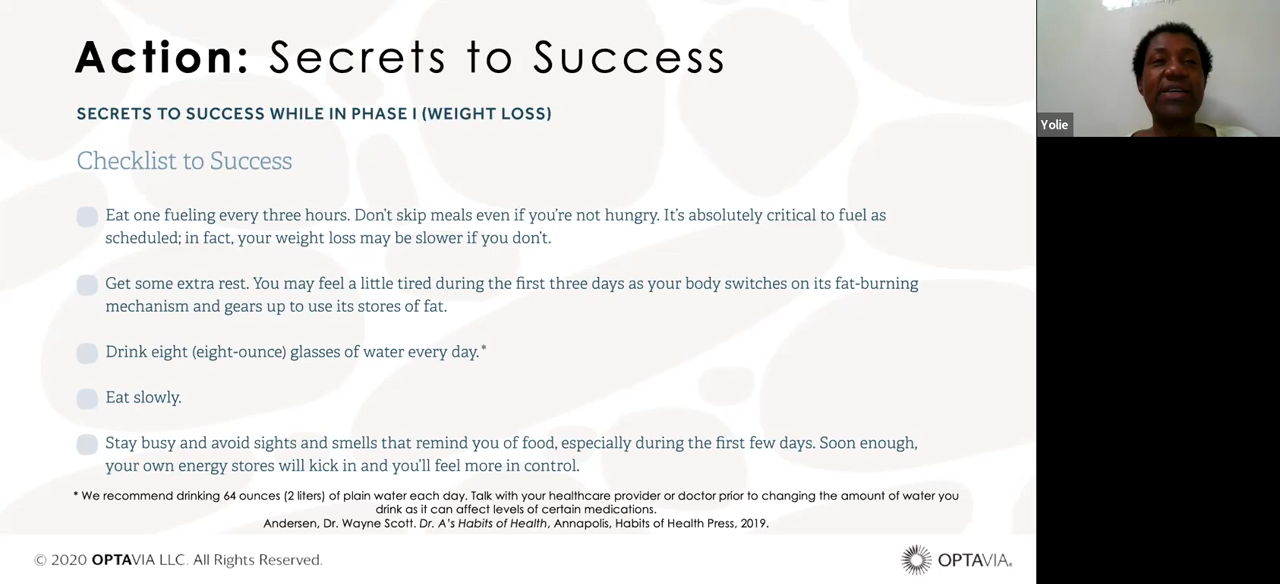 Action: Secrets to Success
SECRETS TO SUCCESS WHILE IN PHASE I (WEIGHT LOSS)
Checklist to Success
Eat one fueling every three hours. Don't skip meals even if you're not hungry. It's absolutely critical to fuel as
scheduled; in fact, your weight loss may be slower if you don't.
Get some extra rest. You may feel a little tired during the first three days as your body switches on its fat-burning
mechanism and gears up to use its stores of fat.
Drink eight (eight-ounce) glasses of water every day.*
Eat slowly.
Stay busy and avoid sights and smells that remind you of food, especially during the first few days. Soon enough,
your own energy stores will kick in and you'll feel more in control.
* We recommend drinking 64 ounces (2 liters) of plain water each day. Talk with your healthcare provider or doctor prior to changing the amount of water you
drink as it can affect levels of certain medications.
Andersen, Dr. Wayne Scott. Dr. A's Habits of Health, Annapolis, Habits of Health Press, 2019.
© 2020 OPTAVIA LLC. All Rights Reserved.
OPTAVIA®
Yolie